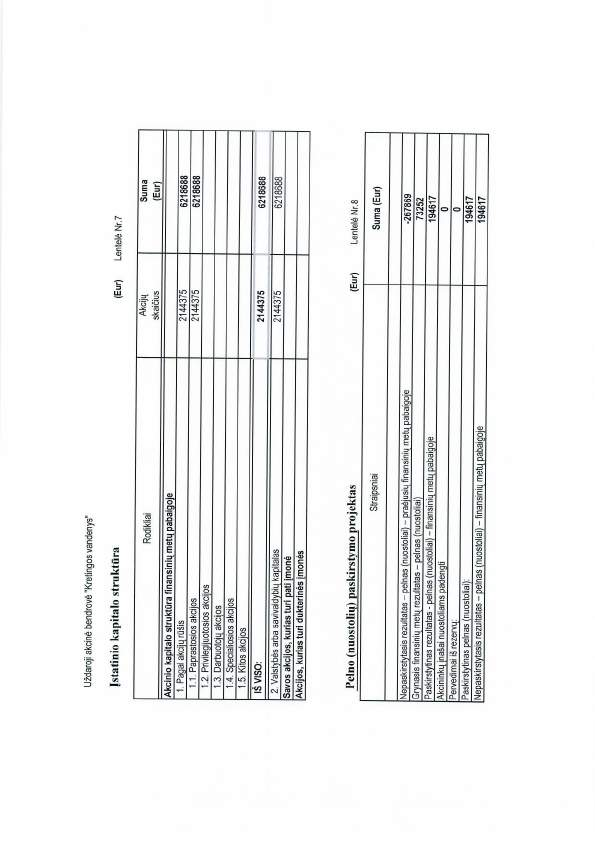 Uždaroji akcinė bendrovė "Kretingos vandenys"
Įstatinio kapitalo struktūra (Eur) Lentelė Nr.7
Rodikliai Akcijų skaičius Suma (Eur)
Akcinio kapitalo struktūra finansinių metų pabaigoje
1. Pagal akcijų rūšis 2144375 6218688
1.1. Paprastosios akcijos 2144375 6218688
1.2. Privilegijuotosios akcijos
1.3. Darbuotojų akcijos
1.4. Specialiosios akcijos
1.5. Kitos akcijos
IŠ VISO: 2144375 6218688
2. Valstybės arba savivaldybių kapitalas 2144375 6218688
Savos akcijos, kurias turi pati įmonė
Akcijos, kurias turi dukterinės įmonės
Pelno (nuostolių) paskirstymo projektas (Eur) Lentelė Nr.8
Straipsniai Suma (Eur)
Nepaskirstytasis rezultatas – pelnas (nuostoliai) – praėjusių finansinių metų pabaigoje -267869
Grynasis finansinių metų rezultatas – pelnas (nuostoliai) 73252
Paskirstytinas rezultatas - pelnas (nuostoliai) – finansinių metų pabaigoje 194617
Akcininkų įnašai nuostoliams padengti 0
Pervedimai iš rezervų: 0
Paskirstytinas pelnas (nuostoliai): 194617
Nepaskirstytasis rezultatas – pelnas (nuostoliai) – finansinių metų pabaigoje 194617